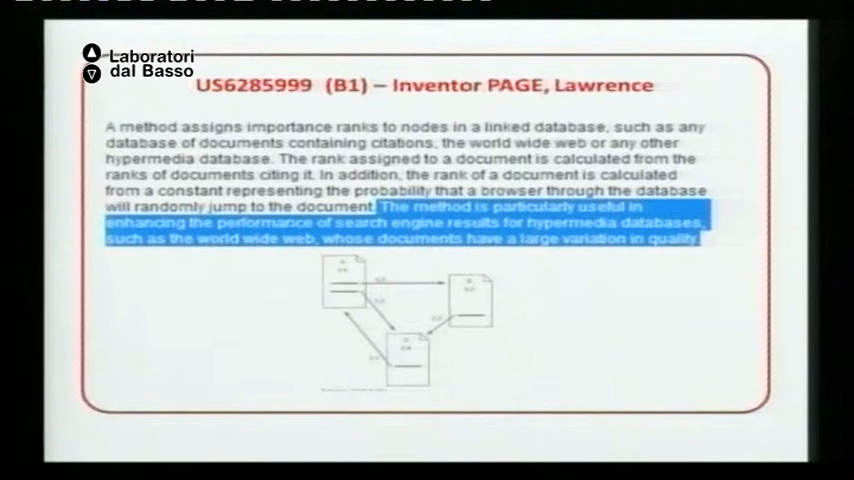 Laboratori
dal Basso
US6285999 (B1) – Inventor PAGE, Lawrence
A method assigns importance ranks to nodes in a linked database, such as any
database of documents containing citations, the world wide web or any other
hypermedia database. The rank assigned to a document is calculated from the
ranks of documents citing it. In addition, the rank of a document is calculated
from a constant representing the probability that a browser through the database
will randomly jump to the document. The method is particularly useful in
enhancing the performance of search engine results for hypermedia databases,
such as the world wide web, whose documents have a large variation in quality.